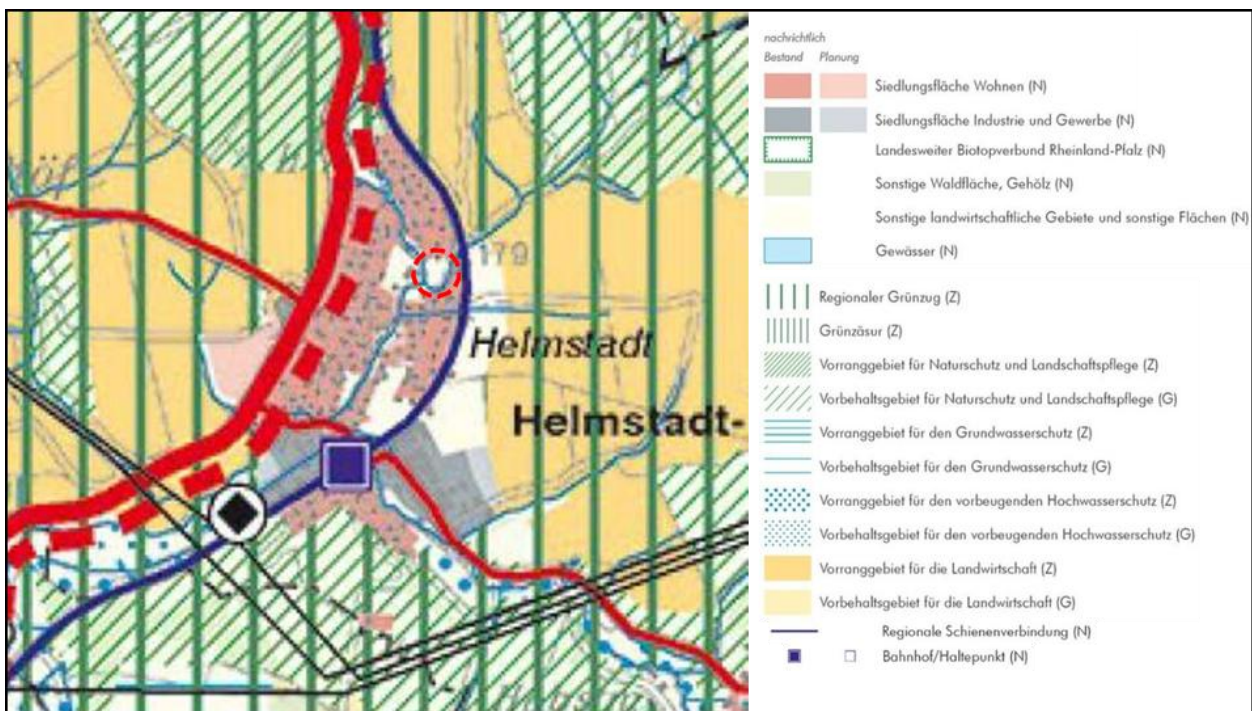 179
Helmstadt
Helmstadt-
nachrichtlich
Bestand Planung
Siedlungsfläche Wohnen (N)
Siedlungsfläche Industrie und Gewerbe (N)
Landesweiter Biotopverbund Rheinland-Pfalz (N)
Sonstige Waldfläche, Gehölz (N)
Sonstige landwirtschaftliche Gebiete und sonstige Flächen (N)
Gewässer (N)
Regionaler Grünzug (Z)
Grünzäsur (Z)
Vorranggebiet für Naturschutz und Landschaftspflege (Z)
Vorbehaltsgebiet für Naturschutz und Landschaftspflege (G)
Vorranggebiet für den Grundwasserschutz (Z)
Vorbehaltsgebiet für den Grundwasserschutz (G)
Vorranggebiet für den vorbeugenden Hochwasserschutz (Z)
Vorbehaltsgebiet für den vorbeugenden Hochwasserschutz (G)
Vorranggebiet für die Landwirtschaft (Z)
Vorbehaltsgebiet für die Landwirtschaft (G)
Regionale Schienenverbindung (N)
Bahnhof/Haltepunkt (N)